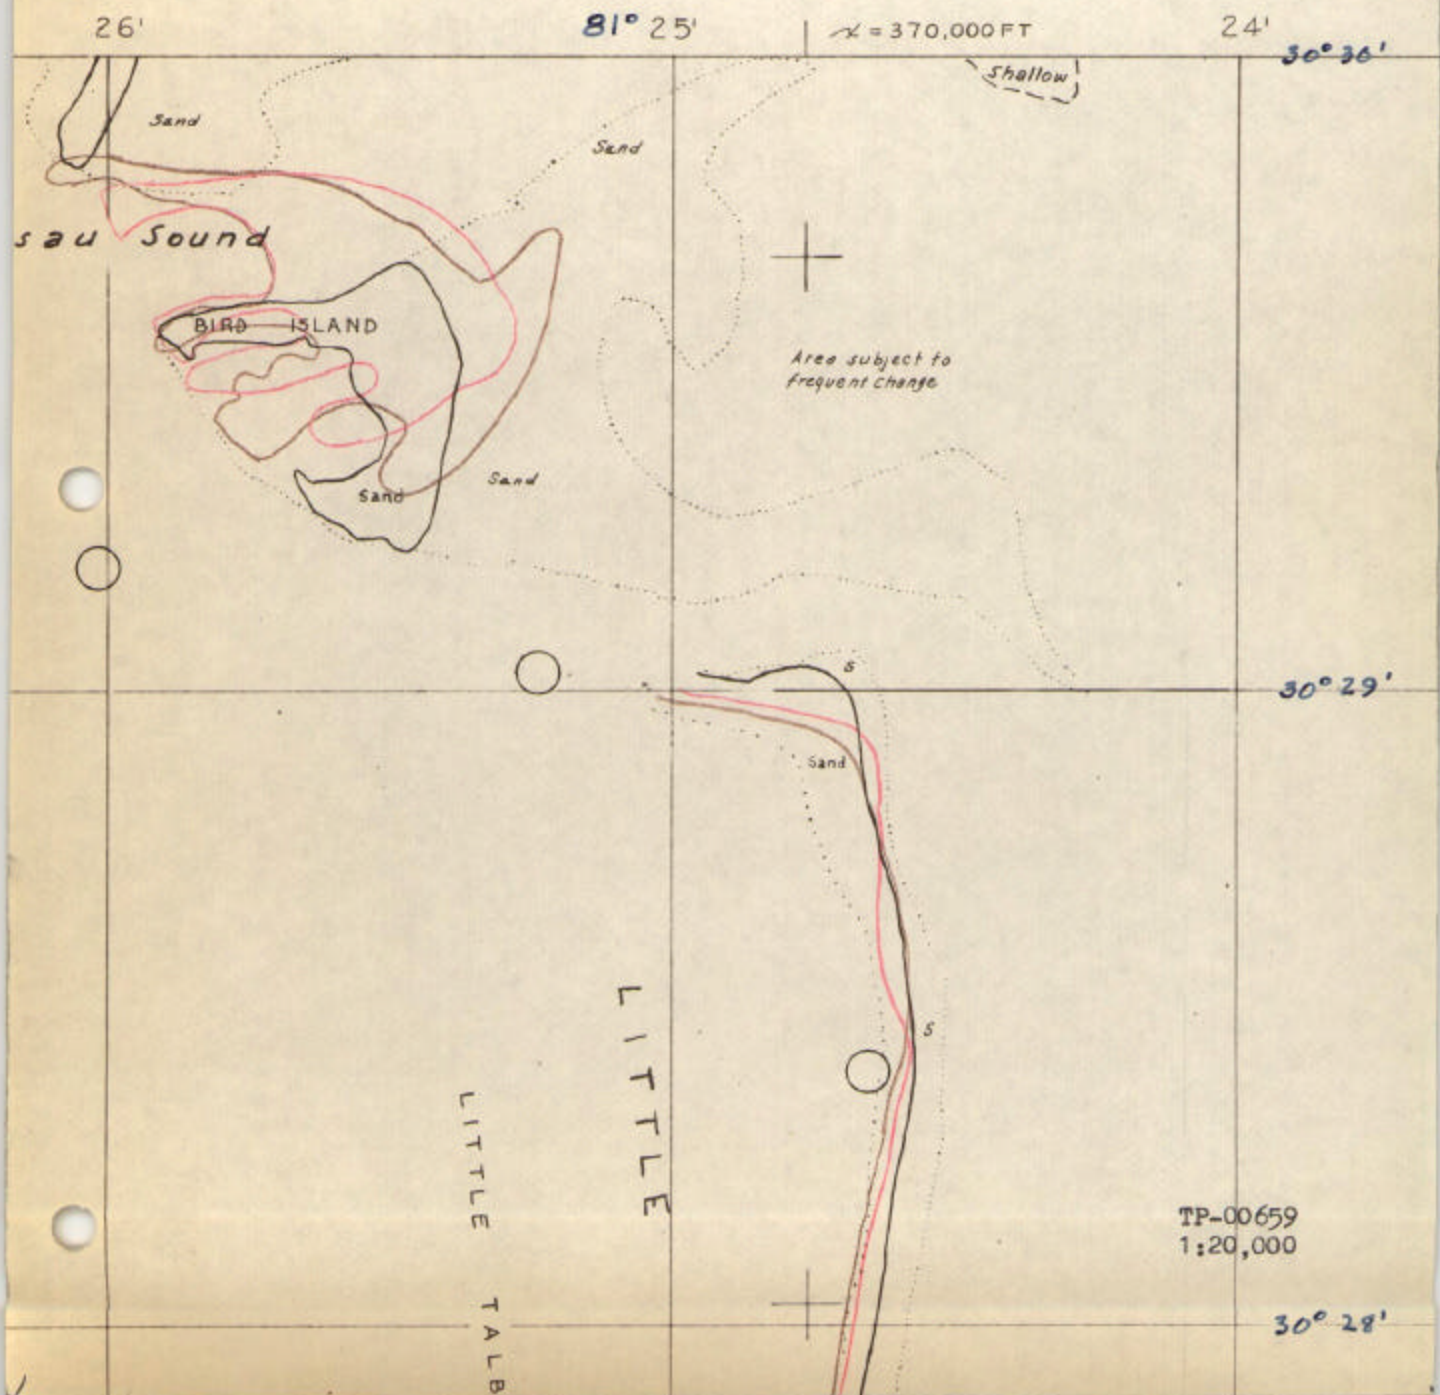 26'
81° 25'
x = 370,000 FT
24'
30° 30'
Shallow
Sand
Sand
sau Sound
BIRD ISLAND
Area subject to
frequent change
Sand
Sand
S
30° 29'
Sand
S
LITTLE
LITTLE TALB
TP-00659
1:20,000
30° 28'